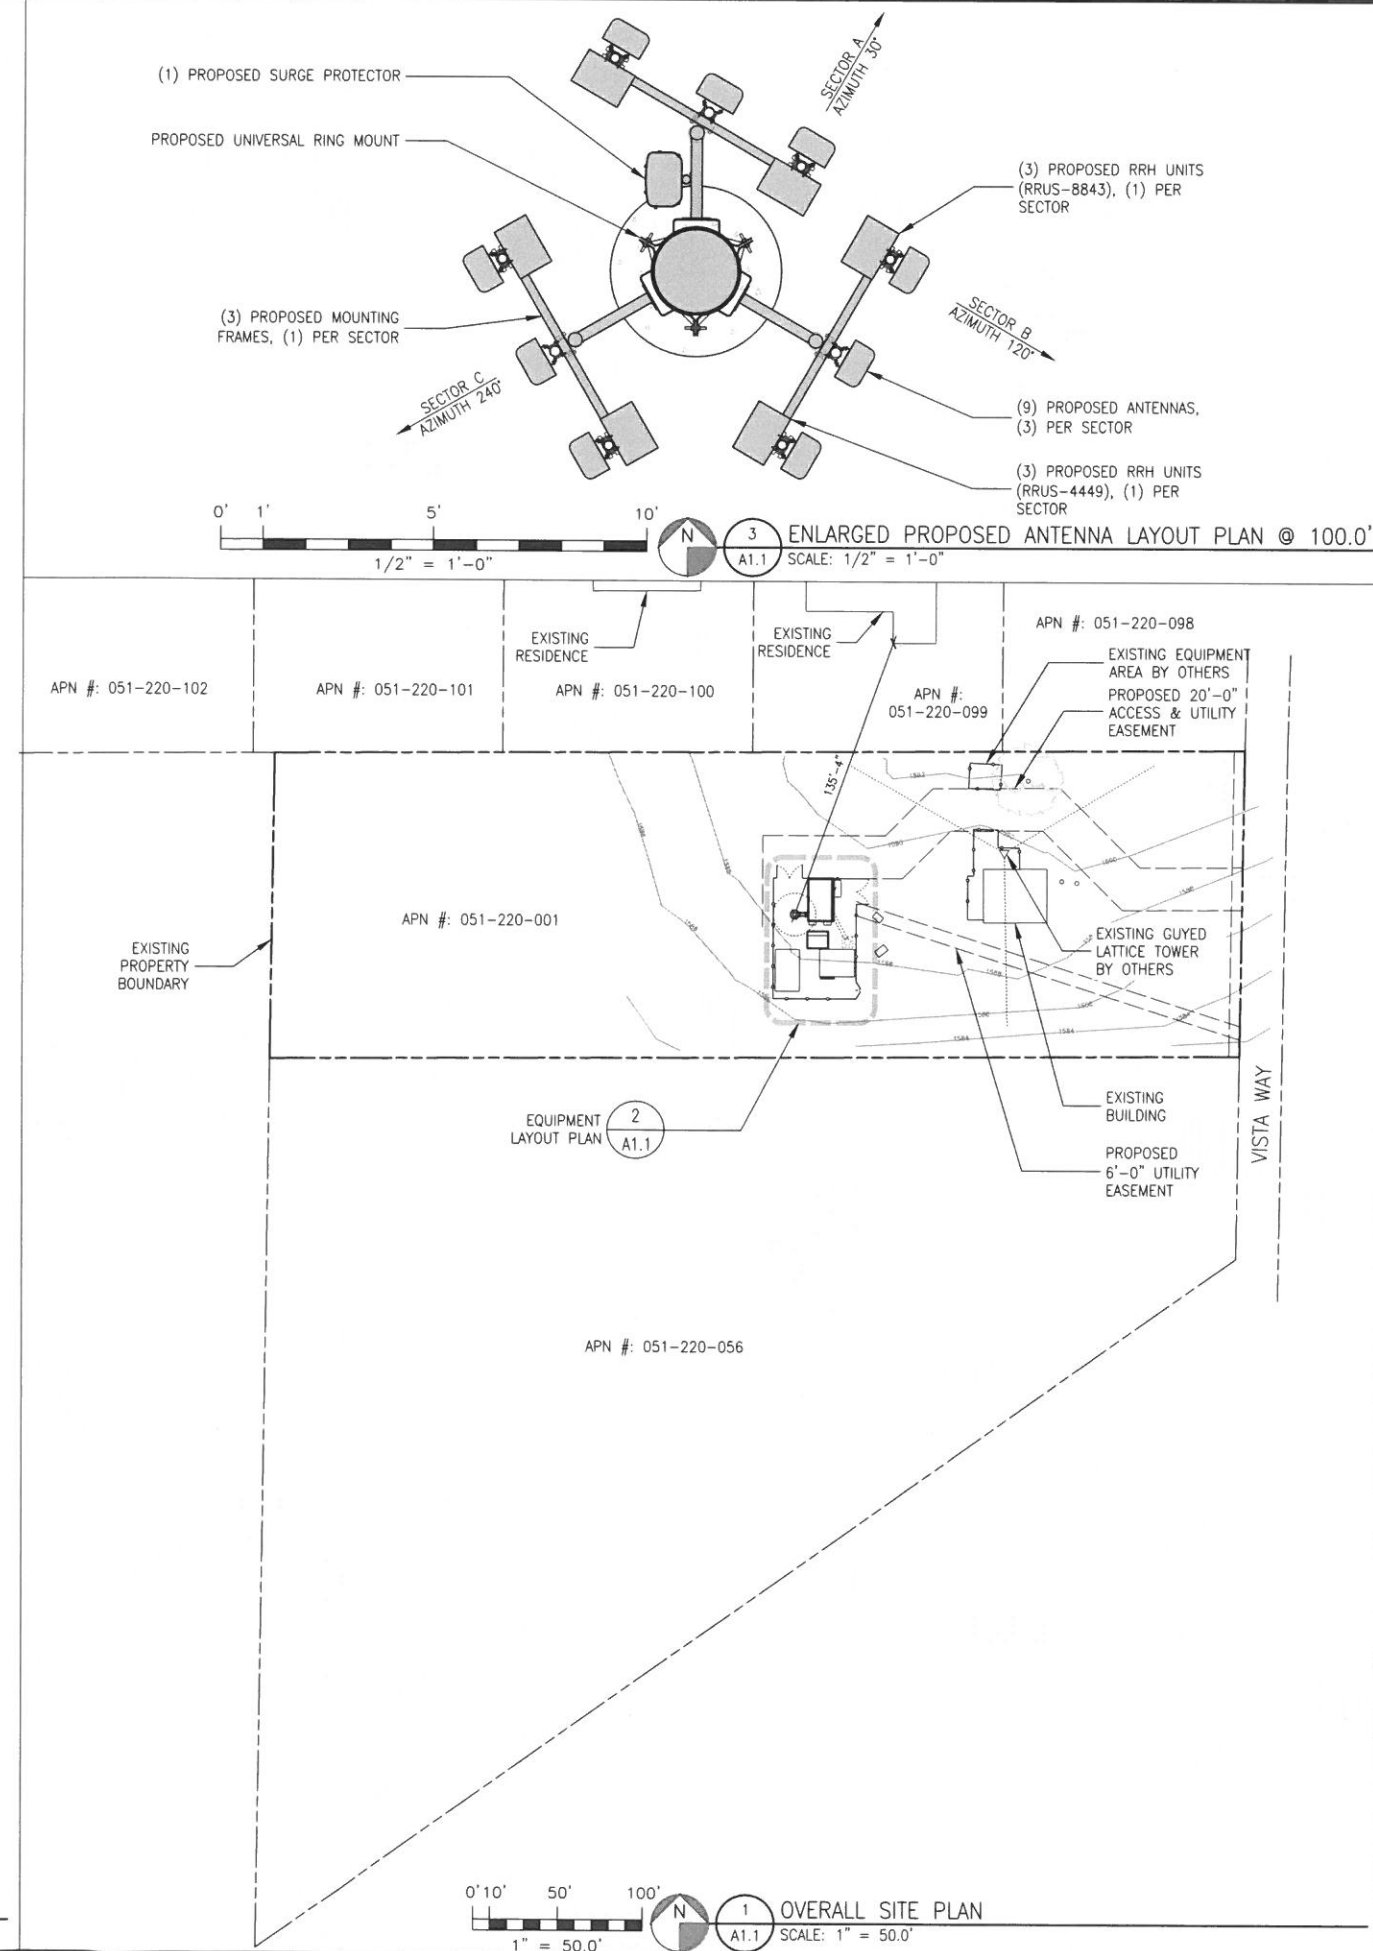 (1) PROPOSED SURGE PROTECTOR
PROPOSED UNIVERSAL RING MOUNT
(3) PROPOSED MOUNTING
FRAMES, (1) PER SECTOR
SECTOR A
AZIMUTH 30°
(3) PROPOSED RRH UNITS
(RRUS-8843), (1) PER
SECTOR
SECTOR B
AZIMUTH 120°
SECTOR C
AZIMUTH 240°
(9) PROPOSED ANTENNAS,
(3) PER SECTOR
(3) PROPOSED RRH UNITS
(RRUS-4449), (1) PER
SECTOR
0' 1' 5' 10'
1/2" = 1'-0"
N
3
A1.1
ENLARGED PROPOSED ANTENNA LAYOUT PLAN @ 100.0'
SCALE: 1/2" = 1'-0"
EXISTING
RESIDENCE
EXISTING
RESIDENCE
APN #: 051-220-098
APN #: 051-220-102
APN #: 051-220-101
APN #: 051-220-100
APN #:
051-220-099
EXISTING EQUIPMENT
AREA BY OTHERS
PROPOSED 20'-0"
ACCESS & UTILITY
EASEMENT
135'-4"
APN #: 051-220-001
EXISTING
PROPERTY
BOUNDARY
EXISTING GUYED
LATTICE TOWER
BY OTHERS
1584
1584
EXISTING
BUILDING
PROPOSED
6'-0" UTILITY
EASEMENT
VISTA WAY
EQUIPMENT
LAYOUT PLAN
2
A1.1
APN #: 051-220-056
0' 10' 50' 100'
1" = 50.0'
N
1
A1.1
OVERALL SITE PLAN
SCALE: 1" = 50.0'